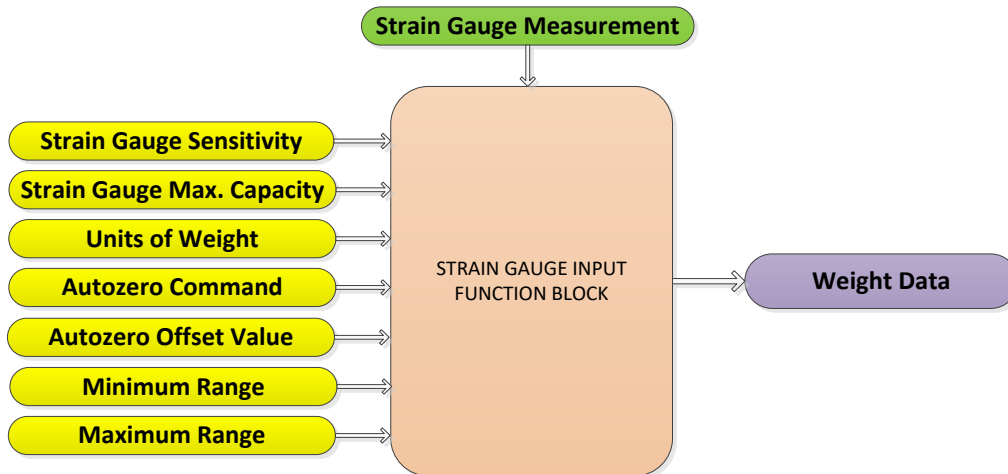 Strain Gauge Measurement
Strain Gauge Sensitivity
Strain Gauge Max. Capacity
Units of Weight
Autozero Command
Autozero Offset Value
Minimum Range
Maximum Range
STRAIN GAUGE INPUT
FUNCTION BLOCK
Weight Data